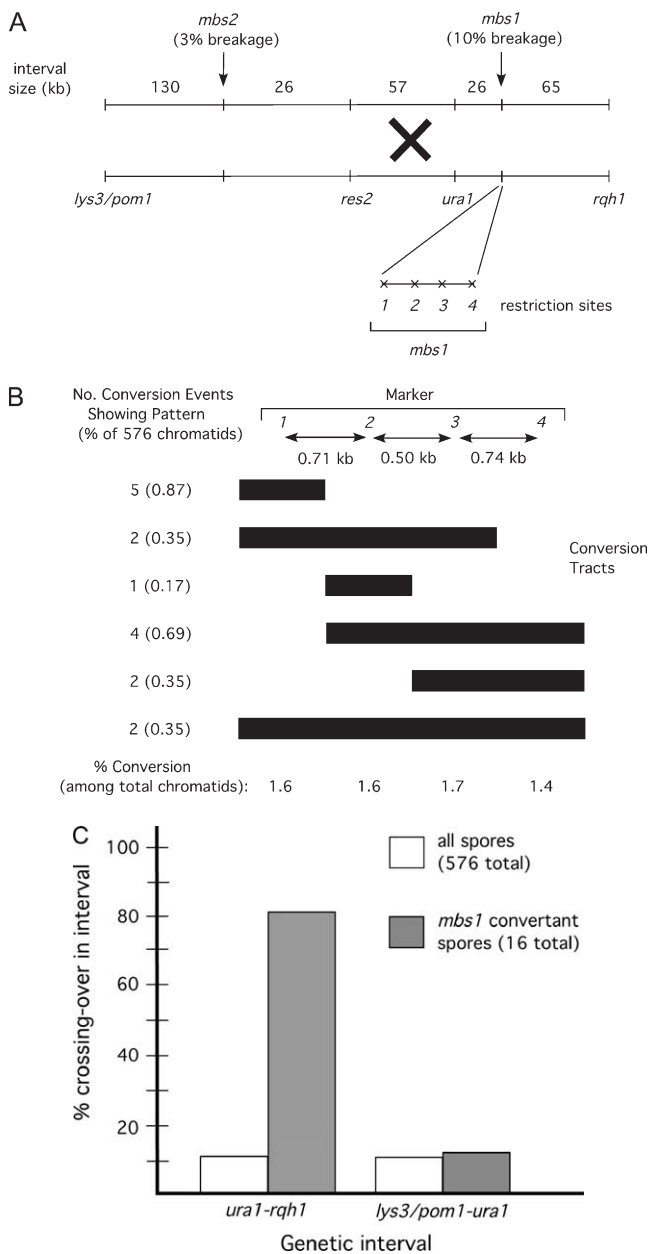 A
mbs2
(3% breakage)
mbs1
(10% breakage)
interval
size (kb)
130 26 57 26 65
lys3/pom1 res2 ura1 rqh1
1 2 3 4 restriction sites
mbs1
B
No. Conversion Events
Showing Pattern
(% of 576 chromatids)
Marker
1 2 3 4
0.71 kb 0.50 kb 0.74 kb
5 (0.87)
2 (0.35)
Conversion
Tracts
1 (0.17)
4 (0.69)
2 (0.35)
2 (0.35)
% Conversion
(among total chromatids): 1.6 1.6 1.7 1.4
C
% crossing-over in interval
100
80
60
40
20
all spores
(576 total)
mbs1 convertant
spores (16 total)
ura1-rqh1 lys3/pom1-ura1
Genetic interval